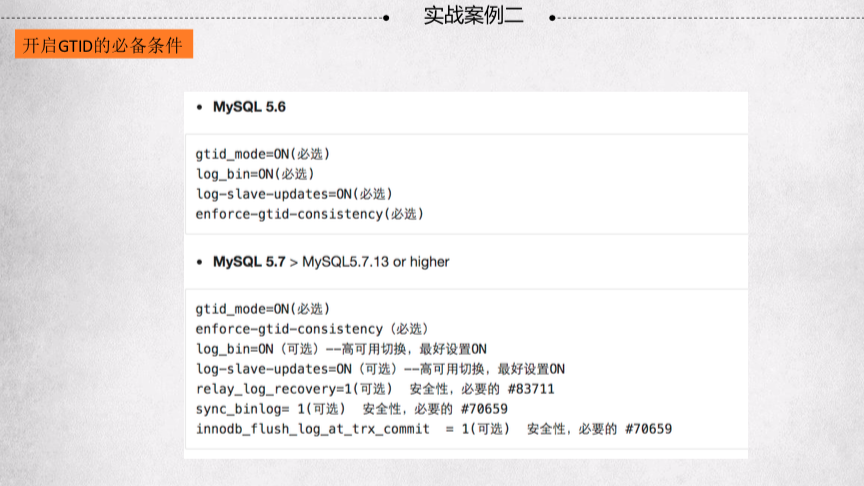 实战案例二
开启GTID的必备条件
• MySQL 5.6
gtid_mode=ON(必选)
log_bin=ON(必选)
log-slave-updates=ON(必选)
enforce-gtid-consistency(必选)
• MySQL 5.7 > MySQL5.7.13 or higher
gtid_mode=ON(必选)
enforce-gtid-consistency（必选）
log_bin=ON（可选）--高可用切换，最好设置ON
log-slave-updates=ON（可选）--高可用切换，最好设置ON
relay_log_recovery=1(可选) 安全性，必要的 #83711
sync_binlog= 1(可选) 安全性，必要的 #70659
innodb_flush_log_at_trx_commit = 1(可选) 安全性，必要的 #70659